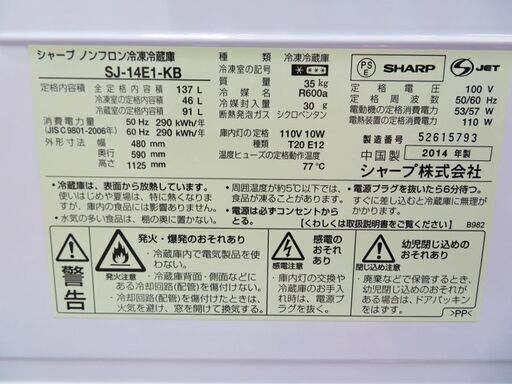 シャープ ノンフロン冷凍冷蔵庫
SJ-14E1-KB
定格内容積 全定格内容積 137 L
冷凍室の定格内容積 46 L
冷蔵室の定格内容積 91 L
消費電力量 50 Hz 290 kWh/年
(JIS C 9801-2006年) 60 Hz 290 kWh/年
外形寸法 幅 480 mm
奥行 590 mm
高さ 1125 mm
種類 冷凍冷蔵庫
冷凍室の記号
質量 35 kg
冷媒 R600a
冷媒封入量 30 g
断熱発泡ガス シクロペンタン
庫内灯の定格 110V 10W
T20 E12
温度ヒューズの定格動作温度
77 ℃
PS
E
SHARP
S JET
定格電圧 100 V
定格周波数 50/60 Hz
電動機の定格消費電力 53/57 W
電熱装置の定格消費電力 110 W
製造番号 52615793
中国製 2014 年製
シャープ株式会社
・冷蔵庫は、表面から放熱しています。
使いはじめや夏場は、特に熱くなりま
すが、庫内の食品には影響ありません。
・水気の多い食品は、棚の奥に置かない。
・周囲温度が約5℃以下では、
食品が凍ることがあります。
・電源は必ずコンセントから
とる。
・電源プラグを抜いたら6分待つ。
すぐに差し込むと冷蔵庫に無理が
かかります。
【くわしくは取扱説明書をご覧ください】
B982
警告
発火・爆発のおそれあり
発火注意
・冷蔵庫内で電気製品を使
わない。
・冷蔵庫背面・側面などに
ある冷却回路(配管)を傷付けない。
・冷却回路(配管)を傷付けたときは、
火気を避け、窓を開けて換気する。
感電の
おそれあり
感電注意
・庫内灯の交換や
冷蔵庫のお手入
れ時は、電源プ
ラグを抜く。
幼児閉じ込めの
おそれあり
閉じ込め注意
・廃棄などで保管するとき、
幼児閉じ込めのおそれが
あります。ドアパッキン
をはずす。
>PP<